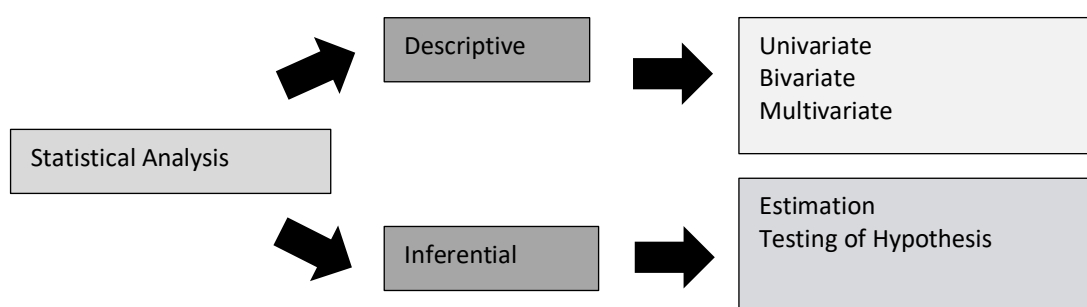 Statistical Analysis
Descriptive
Univariate
Bivariate
Multivariate
Inferential
Estimation
Testing of Hypothesis